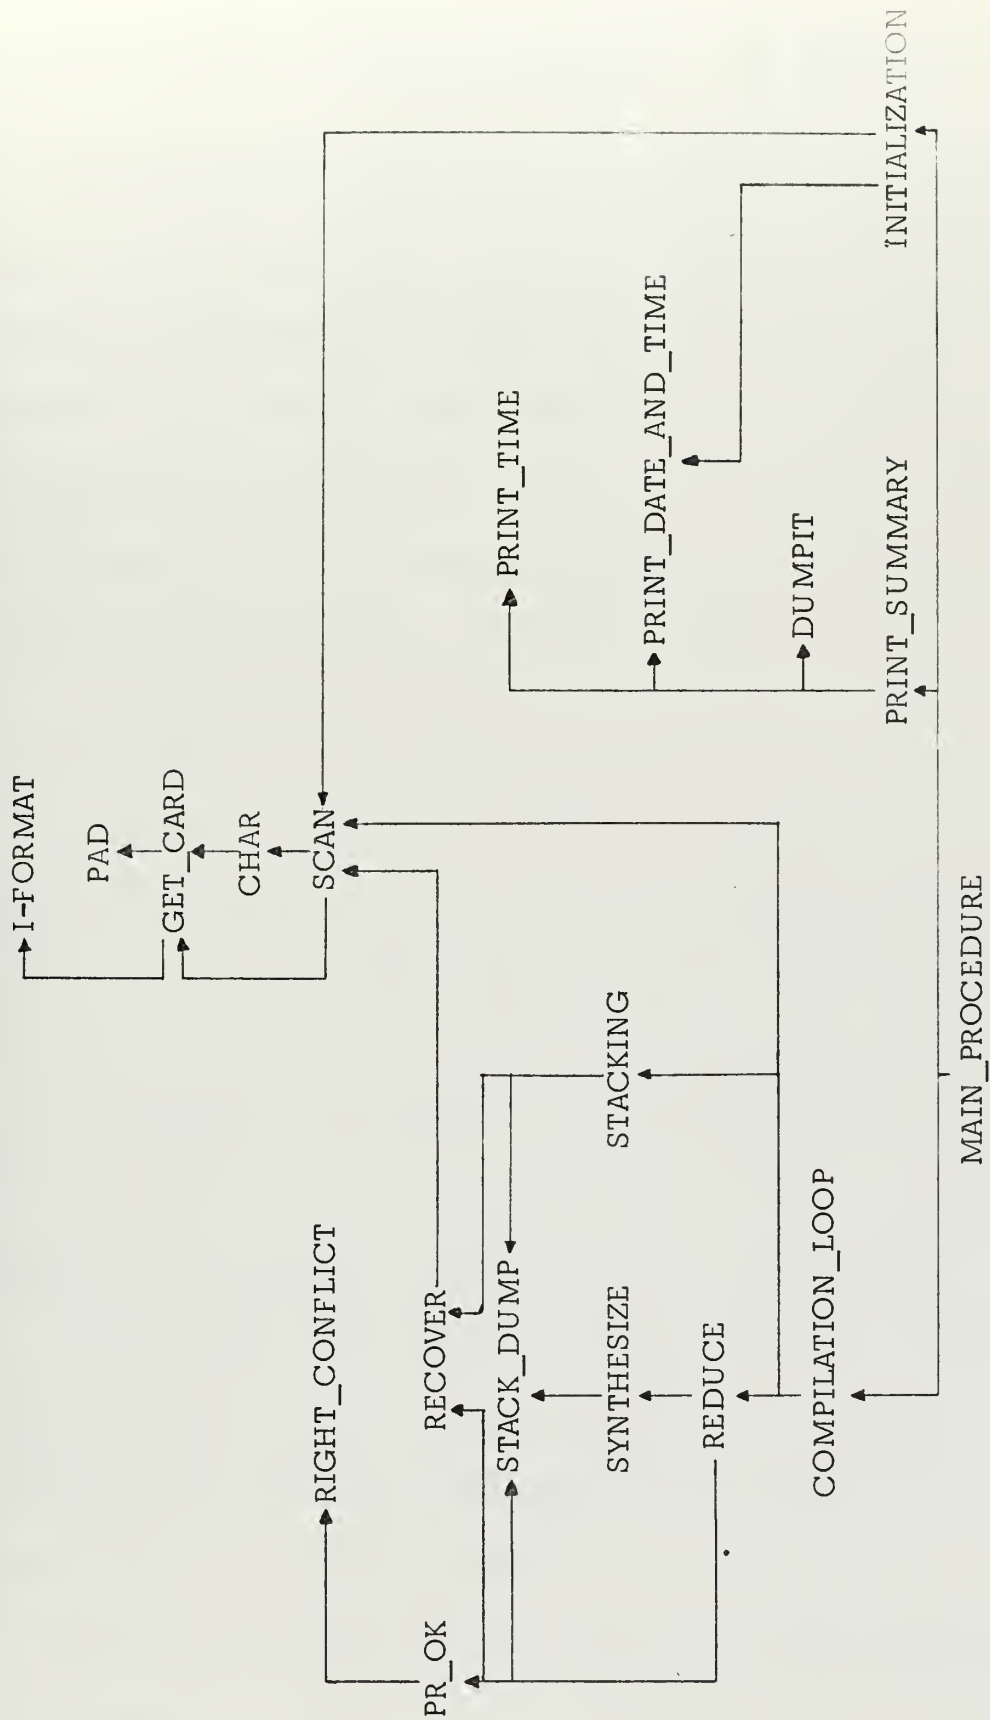 I-FORMAT
PAD
GET_CARD
CHAR
SCAN
RIGHT_CONFLICT
PR_OK
RECOVER
STACK_DUMP
PRINT_TIME
SYNTHESIZE
STACKING
PRINT_DATE_AND_TIME
REDUCE
DUMPIT
COMPILATION_LOOP
PRINT_SUMMARY
INITIALIZATION
MAIN_PROCEDURE